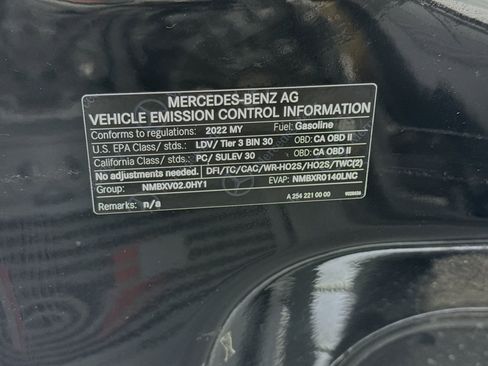 MERCEDES-BENZ AG
VEHICLE EMISSION CONTROL INFORMATION
Conforms to regulations: 2022 MY Fuel: Gasoline
U.S. EPA Class/ stds.: LDV/ Tier 3 BIN 30 OBD: CA OBD II
California Class/ stds.: PC/ SULEV 30 OBD: CA OBD II
No adjustments needed. DFI/TC/CAC/WR-HO2S/HO2S/TWC(2)
Group: NMBXV02.0HY1 EVAP: NMBXR0140LNC
Remarks: n/a
A 254 221 00 00